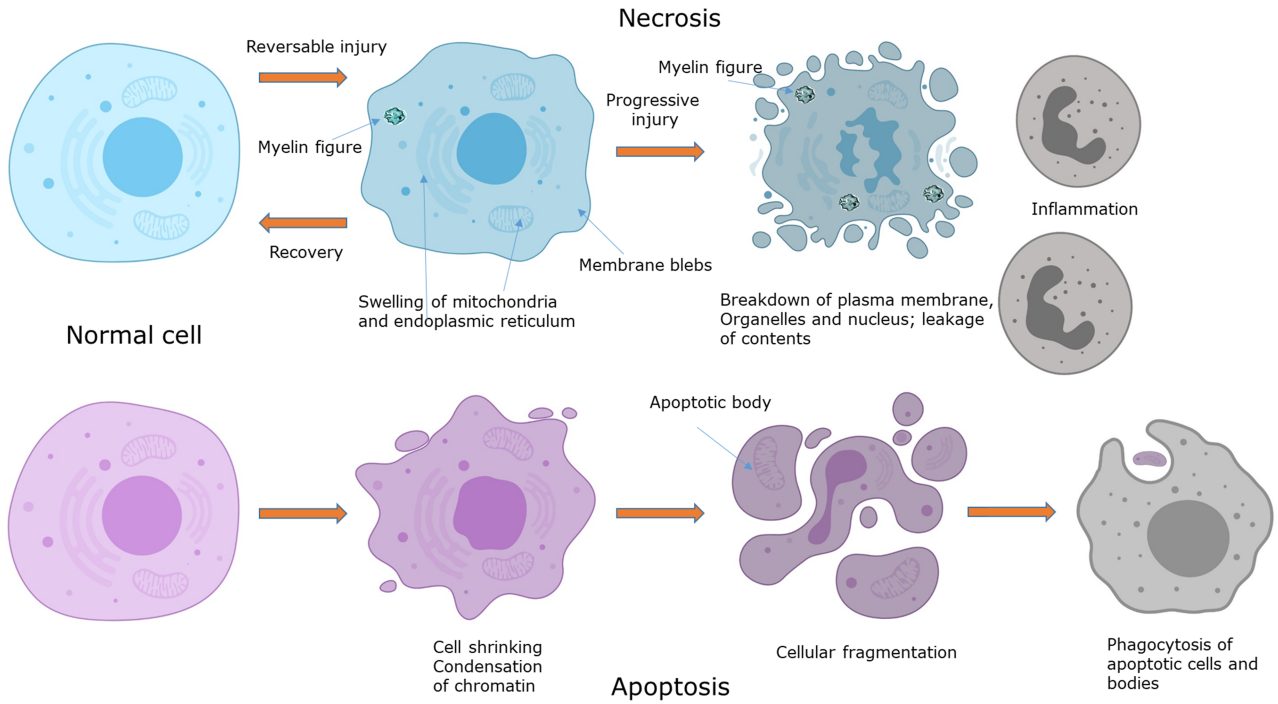 Necrosis
Reversable injury
Myelin figure
Recovery
Swelling of mitochondria
and endoplasmic reticulum
Membrane blebs
Progressive
injury
Myelin figure
Breakdown of plasma membrane,
Organelles and nucleus; leakage
of contents
Inflammation
Normal cell
Apoptotic body
Cell shrinking
Condensation
of chromatin
Cellular fragmentation
Phagocytosis of
apoptotic cells and
bodies
Apoptosis